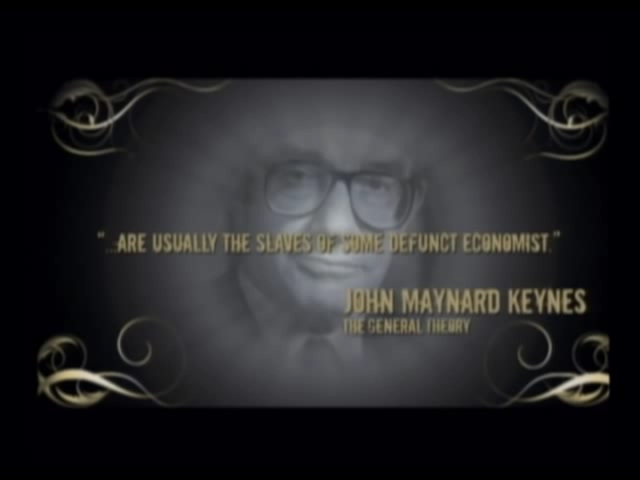 "...ARE USUALLY THE SLAVES OF SOME DEFUNCT ECONOMIST."
JOHN MAYNARD KEYNES
THE GENERAL THEORY